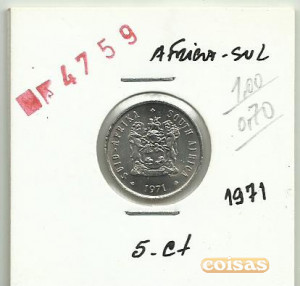 4759
AFRICA-SUL
1.00
0,70
SUID-AFRIKA SOUTH AFRICA
1971
1971
5-Ct
coisas